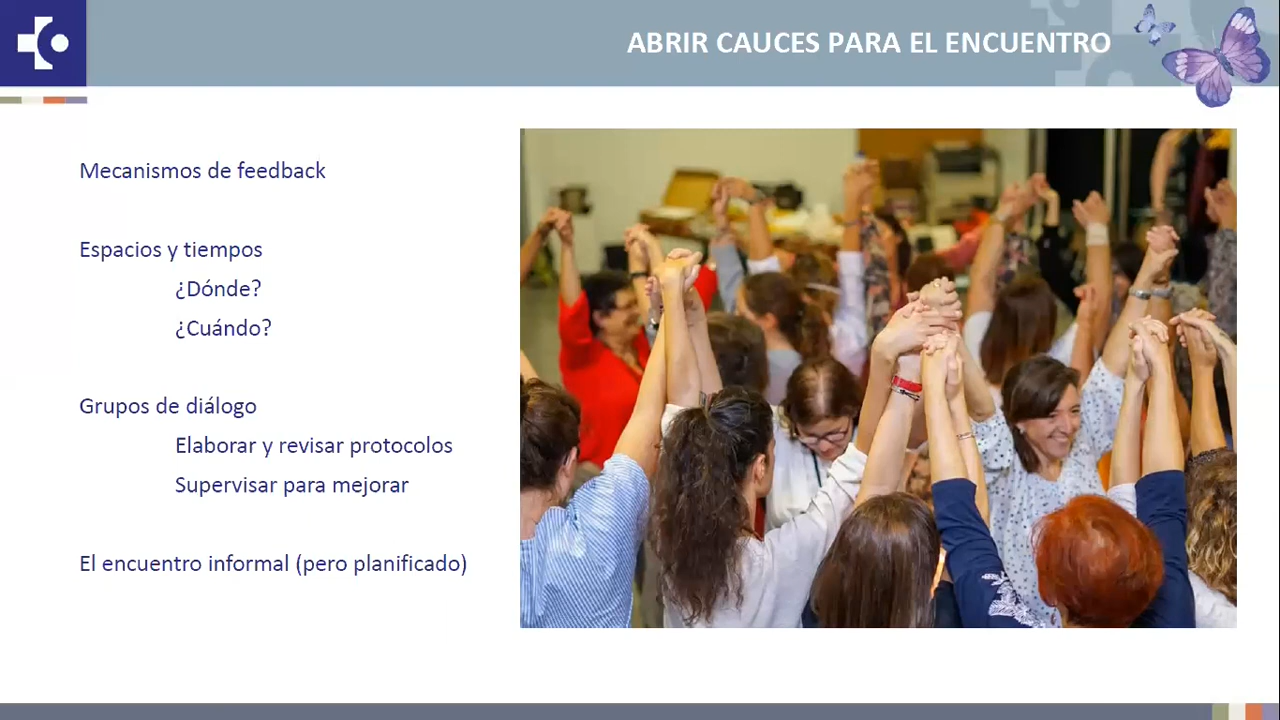 ABRIR CAUCES PARA EL ENCUENTRO
Mecanismos de feedback
Espacios y tiempos
¿Dónde?
¿Cuándo?
Grupos de diálogo
Elaborar y revisar protocolos
Supervisar para mejorar
El encuentro informal (pero planificado)